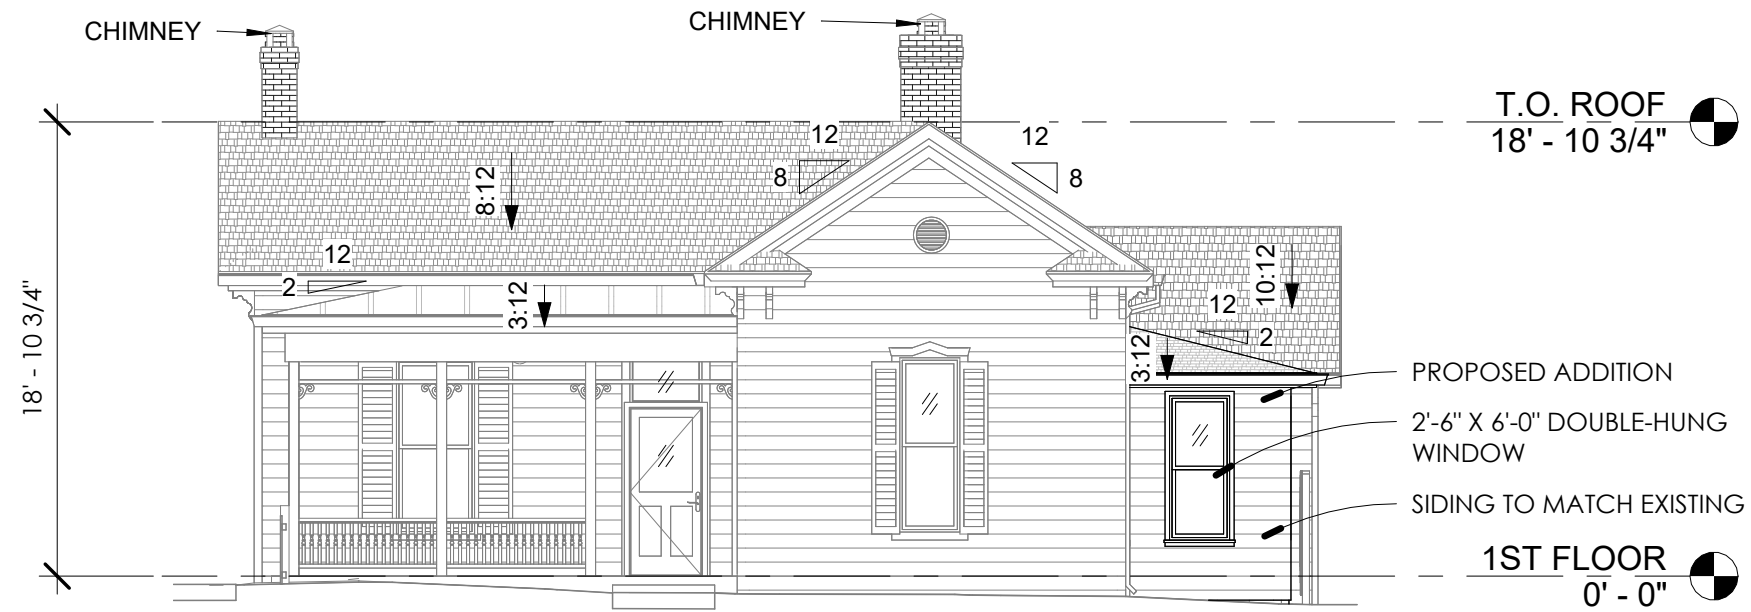 CHIMNEY
CHIMNEY
T.O. ROOF
18' - 10 3/4"
12
12
8
8
8:12
12
2
3:12
10:12
12
2
3:12
18' - 10 3/4"
PROPOSED ADDITION
2'-6" X 6'-0" DOUBLE-HUNG
WINDOW
SIDING TO MATCH EXISTING
1ST FLOOR
0' - 0"